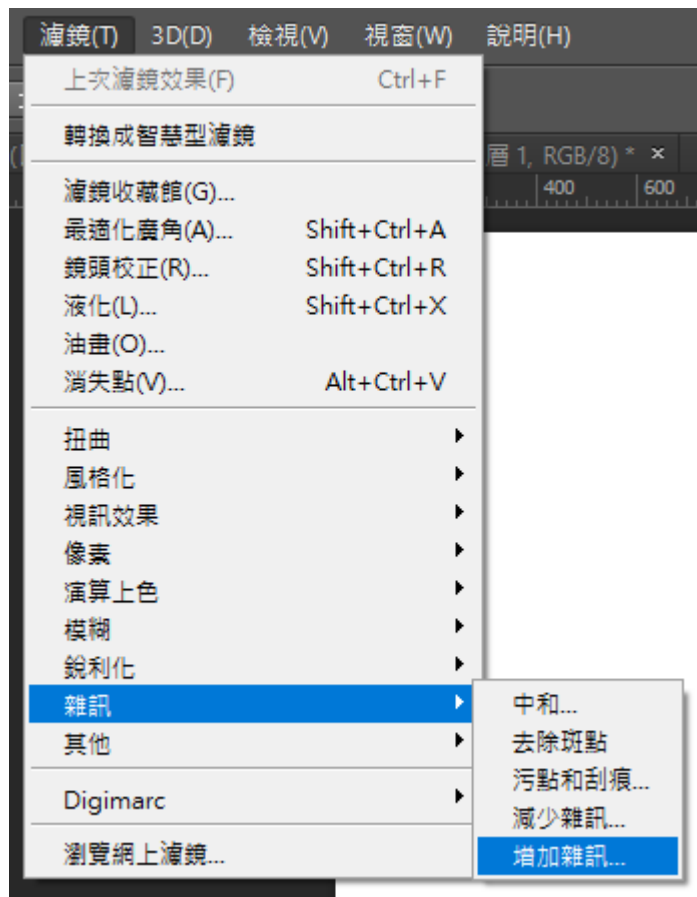 濾鏡(T) 3D(D) 檢視(V) 視窗(W) 說明(H)
上次濾鏡效果(F) Ctrl+F
轉換成智慧型濾鏡
層 1, RGB/8) * ×
400 600
濾鏡收藏館(G)...
最適化廣角(A)... Shift+Ctrl+A
鏡頭校正(R)... Shift+Ctrl+R
液化(L)... Shift+Ctrl+X
油畫(O)...
消失點(V)... Alt+Ctrl+V
扭曲
風格化
視訊效果
像素
演算上色
模糊
銳利化
雜訊
其他
Digimarc
瀏覽網上濾鏡...
中和...
去除斑點
污點和刮痕...
減少雜訊...
增加雜訊...